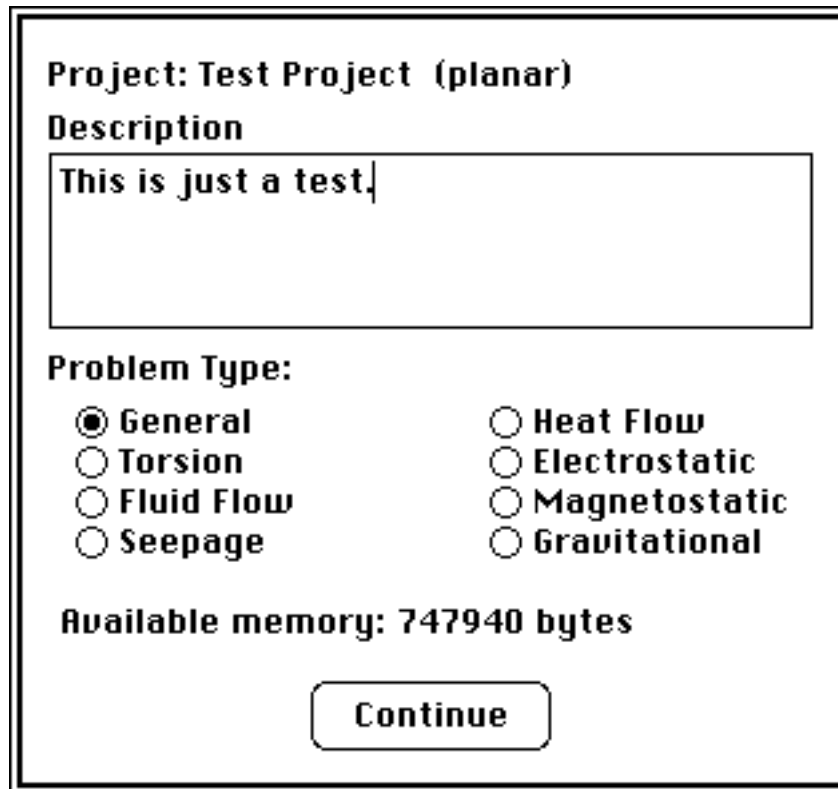 Project: Test Project (planar)
Description
This is just a test.
Problem Type:
General
Torsion
Fluid Flow
Seepage
Heat Flow
Electrostatic
Magnetostatic
Gravitational
Available memory: 747940 bytes
Continue